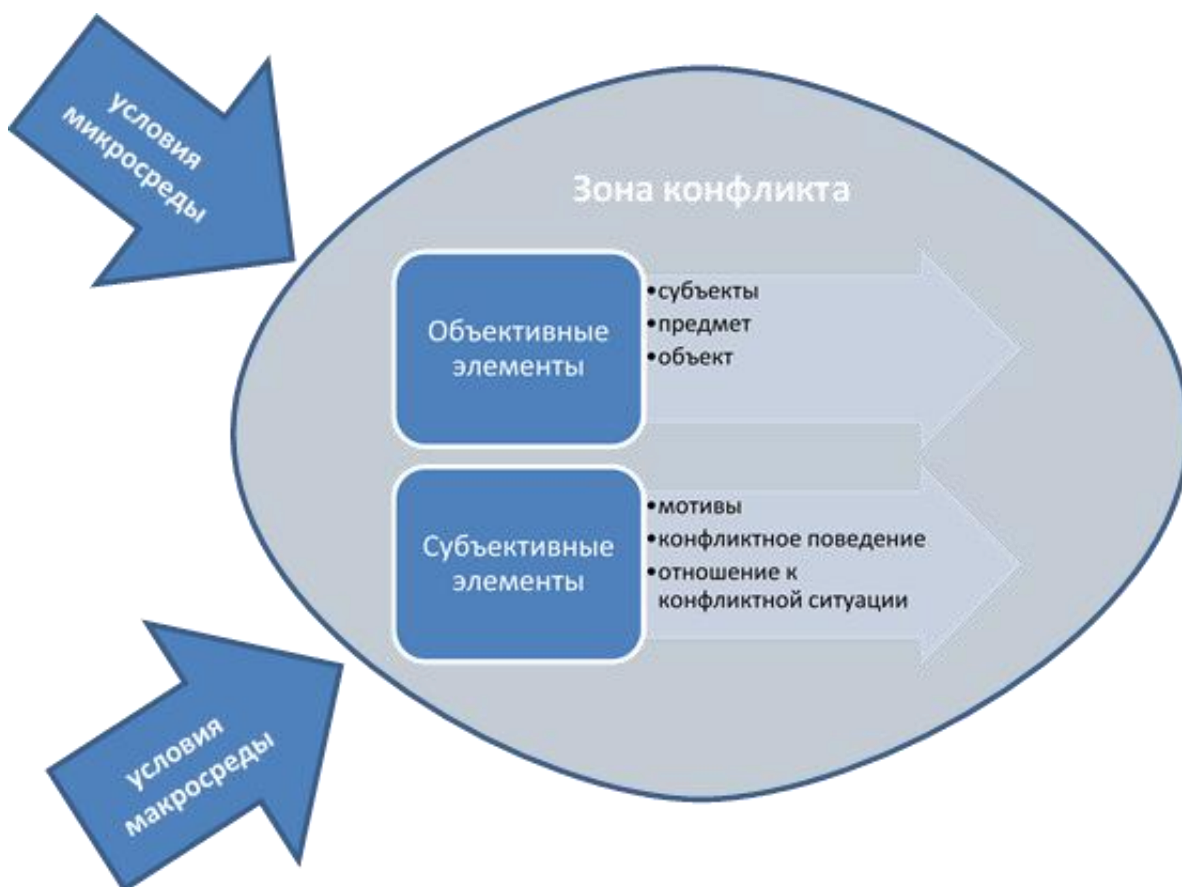 условия
микросреды
Зона конфликта
Объективные
элементы
•субъекты
•предмет
•объект
Субъективные
элементы
•мотивы
•конфликтное поведение
•отношение к
конфликтной ситуации
условия
макросреды